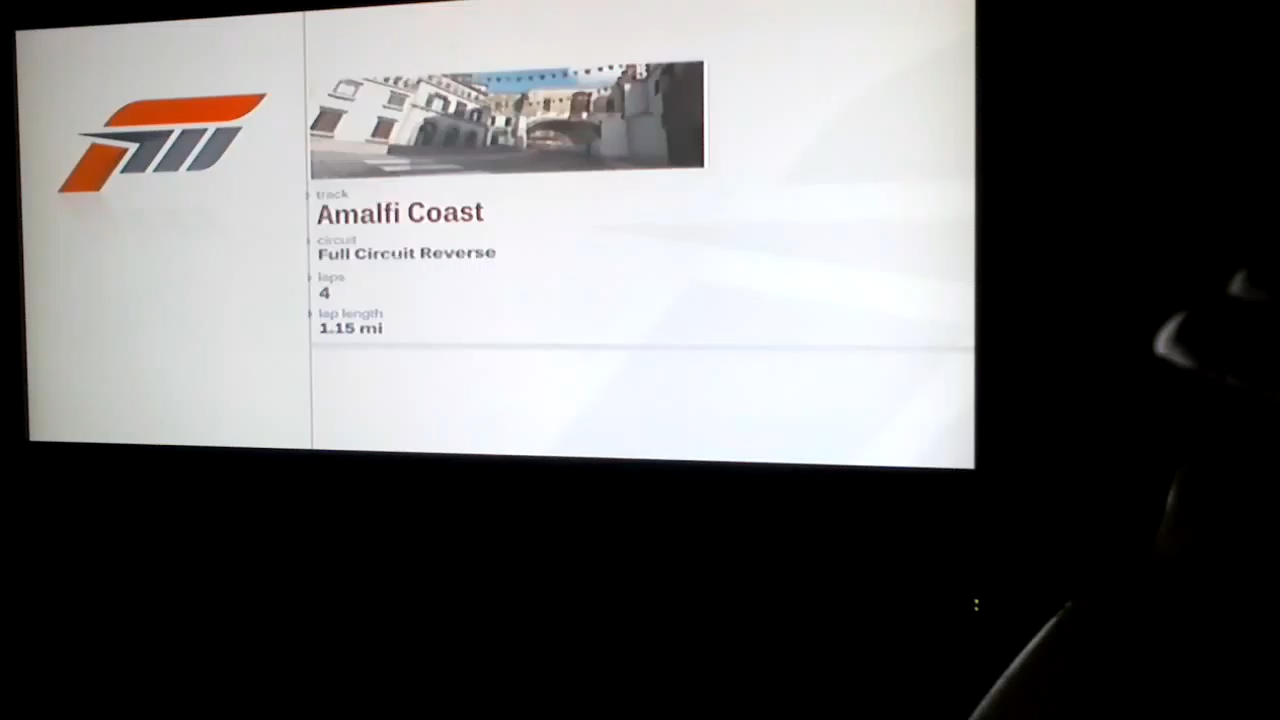 track
Amalfi Coast
circuit
Full Circuit Reverse
laps
4
lap length
1.15 mi